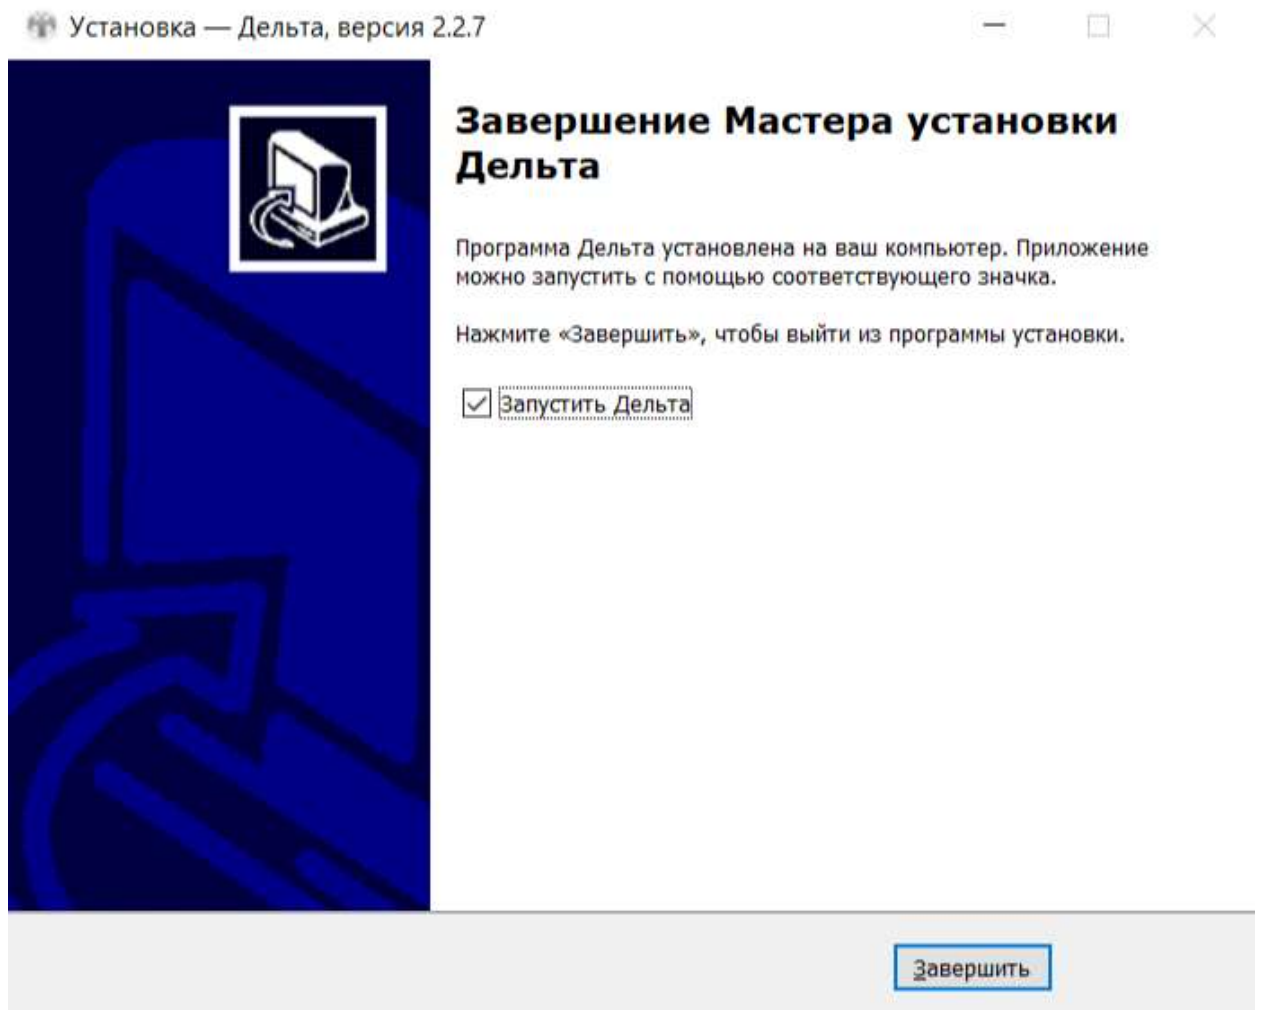 Установка — Дельта, версия 2.2.7
Завершение Мастера установки
Дельта
Программа Дельта установлена на ваш компьютер. Приложение
можно запустить с помощью соответствующего значка.
Нажмите «Завершить», чтобы выйти из программы установки.
Запустить Дельта
Завершить